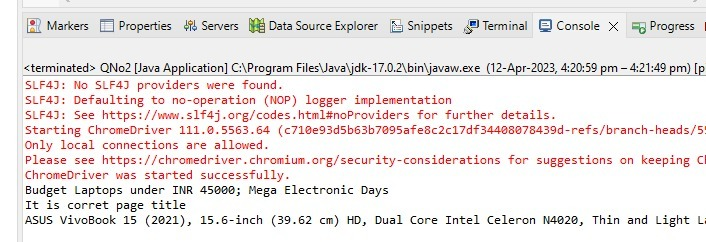 Markers Properties Servers Data Source Explorer Snippets Terminal Console Progress
<terminated> QNo2 [Java Application] C:\Program Files\Java\jdk-17.0.2\bin\javaw.exe (12-Apr-2023, 4:20:59 pm – 4:21:49 pm) [p
SLF4J: No SLF4J providers were found.
SLF4J: Defaulting to no-operation (NOP) logger implementation
SLF4J: See https://www.slf4j.org/codes.html#noProviders for further details.
Starting ChromeDriver 111.0.5563.64 (c710e93d5b63b7095afe8c2c17df34408078439d-refs/branch-heads/55
Only local connections are allowed.
Please see https://chromedriver.chromium.org/security-considerations for suggestions on keeping C
ChromeDriver was started successfully.
Budget Laptops under INR 45000; Mega Electronic Days
It is corret page title
ASUS VivoBook 15 (2021), 15.6-inch (39.62 cm) HD, Dual Core Intel Celeron N4020, Thin and Light La